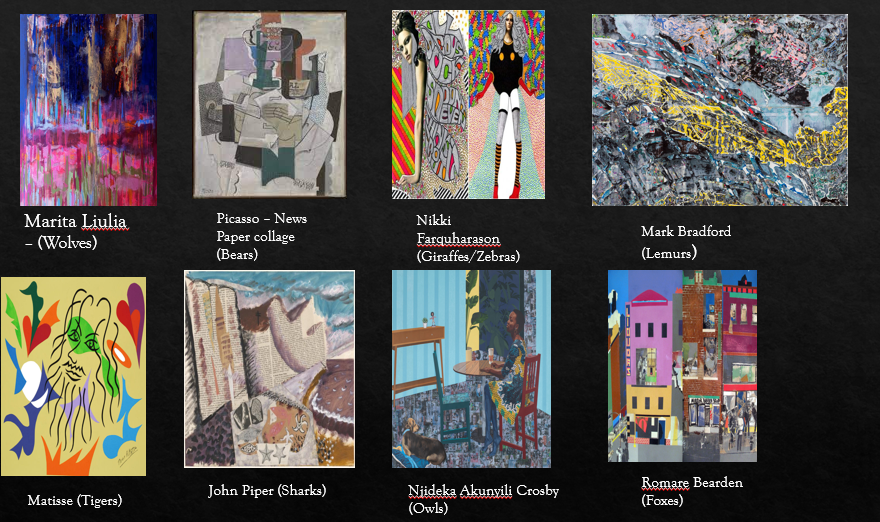 Marita Liulia
– (Wolves)
Picasso – News
Paper collage
(Bears)
Nikki
Farquharason
(Giraffes/Zebras)
Mark Bradford
(Lemurs)
Matisse (Tigers)
John Piper (Sharks)
Njideka Akunyili Crosby
(Owls)
Romare Bearden
(Foxes)